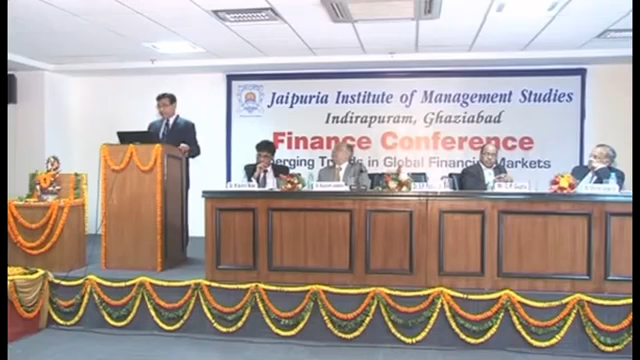 Jaipuria Institute of Management Studies
Indirapuram, Ghaziabad
Finance Conference
Trends in Global Financial Markets